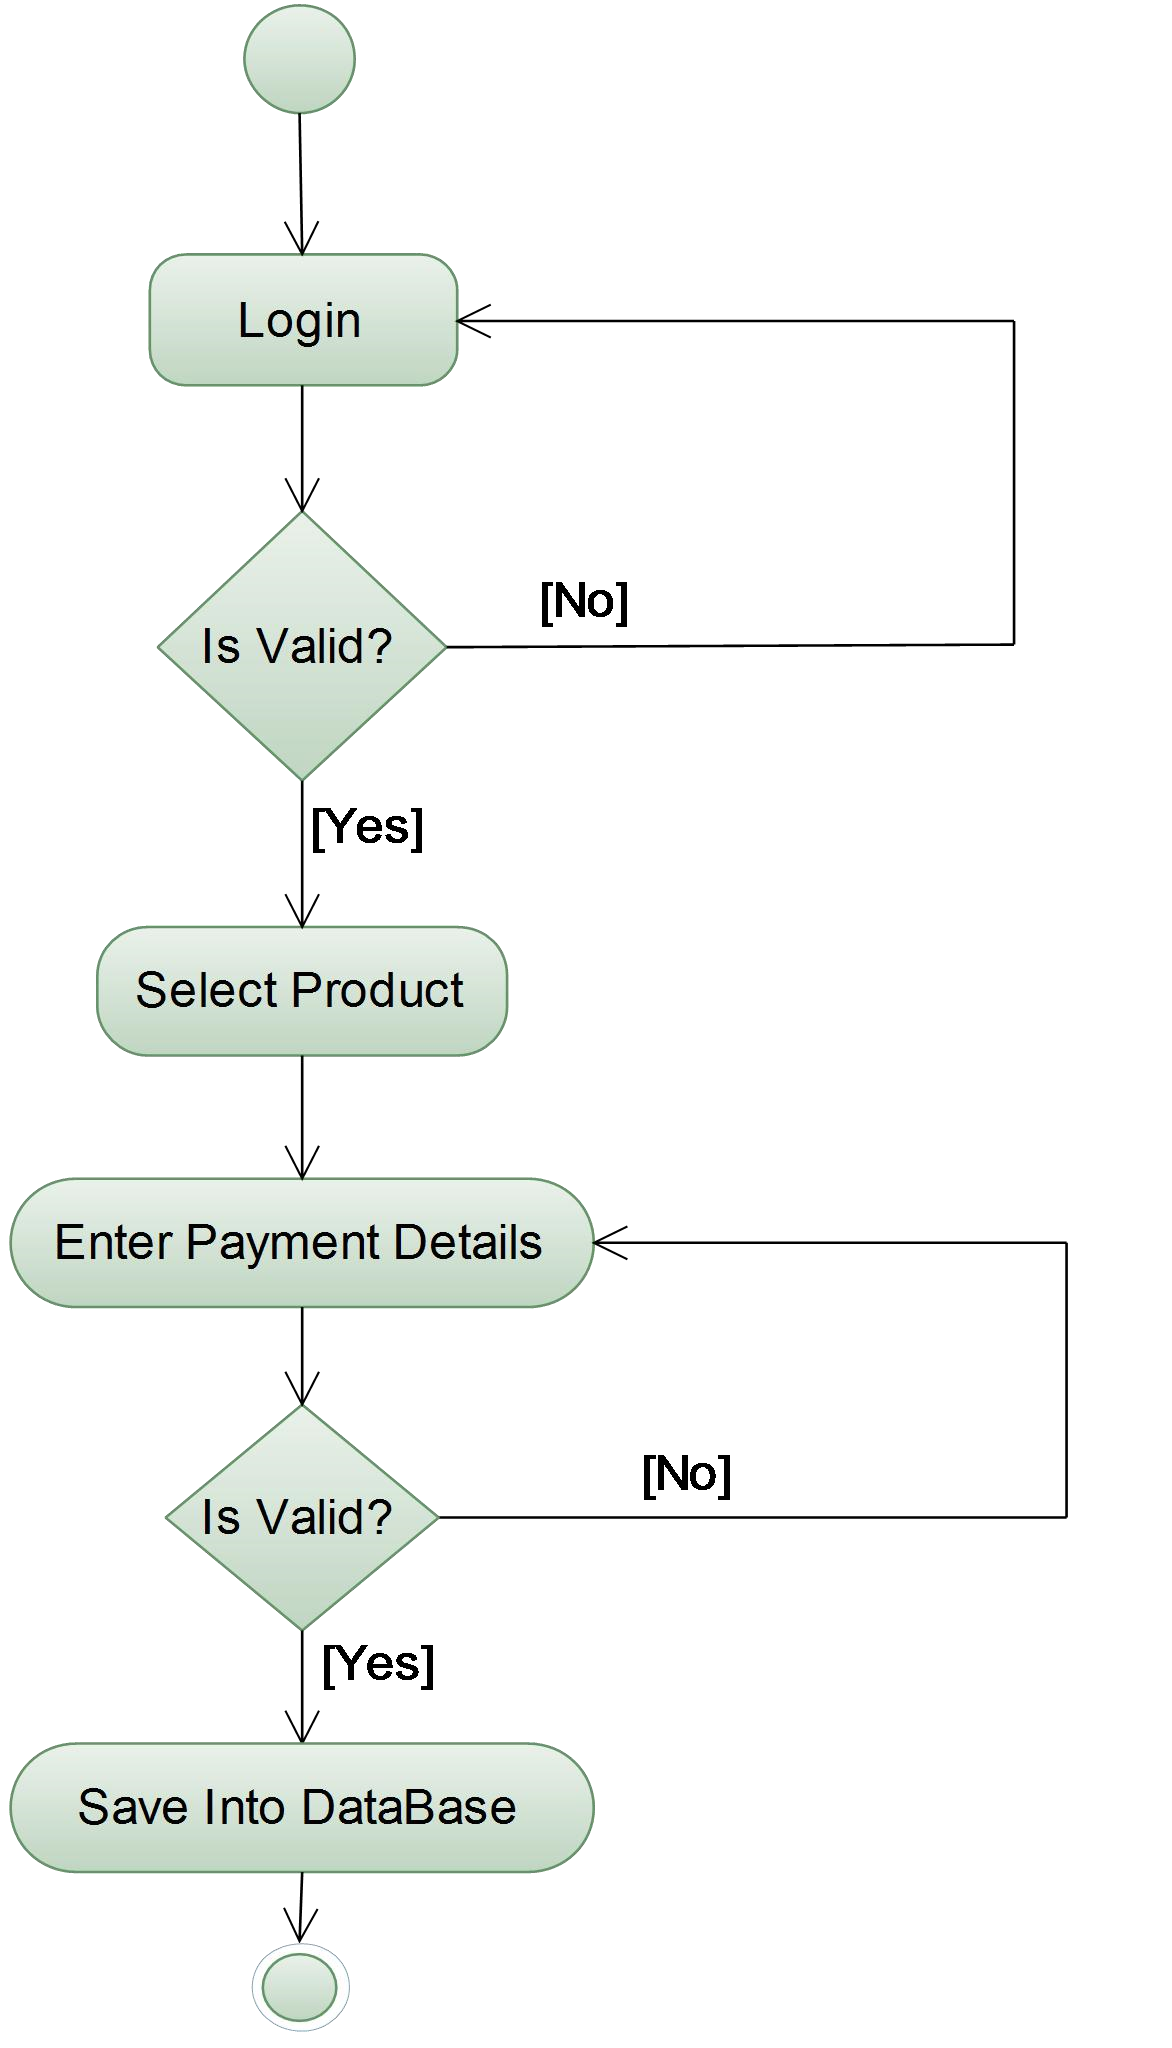 Login
[No]
Is Valid?
[Yes]
Select Product
Enter Payment Details
[No]
Is Valid?
[Yes]
Save Into DataBase